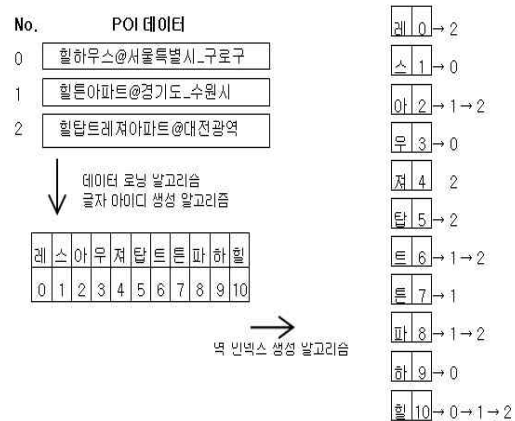 No. POI 데이터
0 힐하우스@서울특별시_구로구
1 힐튼아파트@경기도_수원시
2 힐탑트레져아파트@대전광역
데이터 로닝 알고리슴
글자 아이디 생성 알고리즘
레 스 아 우 져 탑 트 튼 파 하 힐
0 1 2 3 4 5 6 7 8 9 10
역 인넥스 생성 알고리슴
레 0 → 2
스 1 → 0
아 2 → 1 → 2
우 3 → 0
져 4 2
탑 5 → 2
트 6 → 1 → 2
튼 7 → 1
파 8 → 1 → 2
하 9 → 0
힐 10 → 0 → 1 → 2